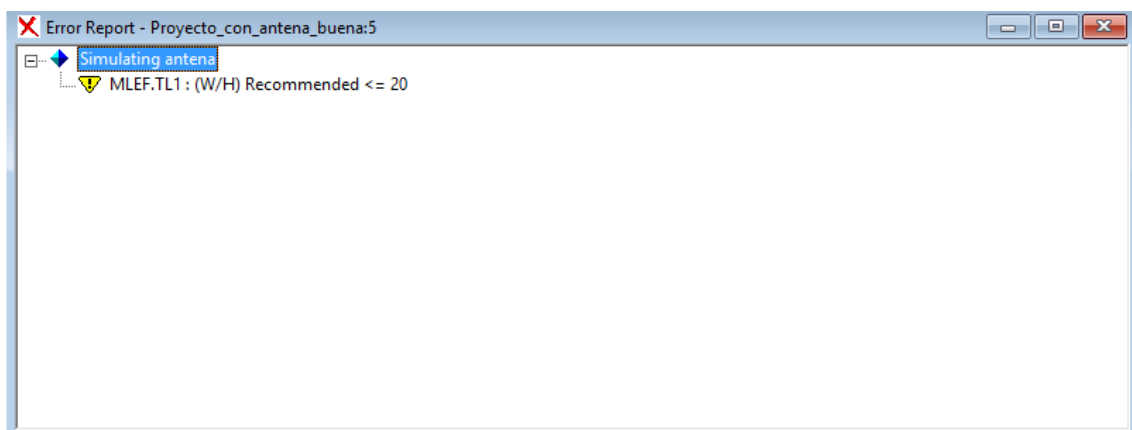 Error Report - Proyecto_con_antena_buena:5
Simulating antena
MLEF.TL1 : (W/H) Recommended <= 20